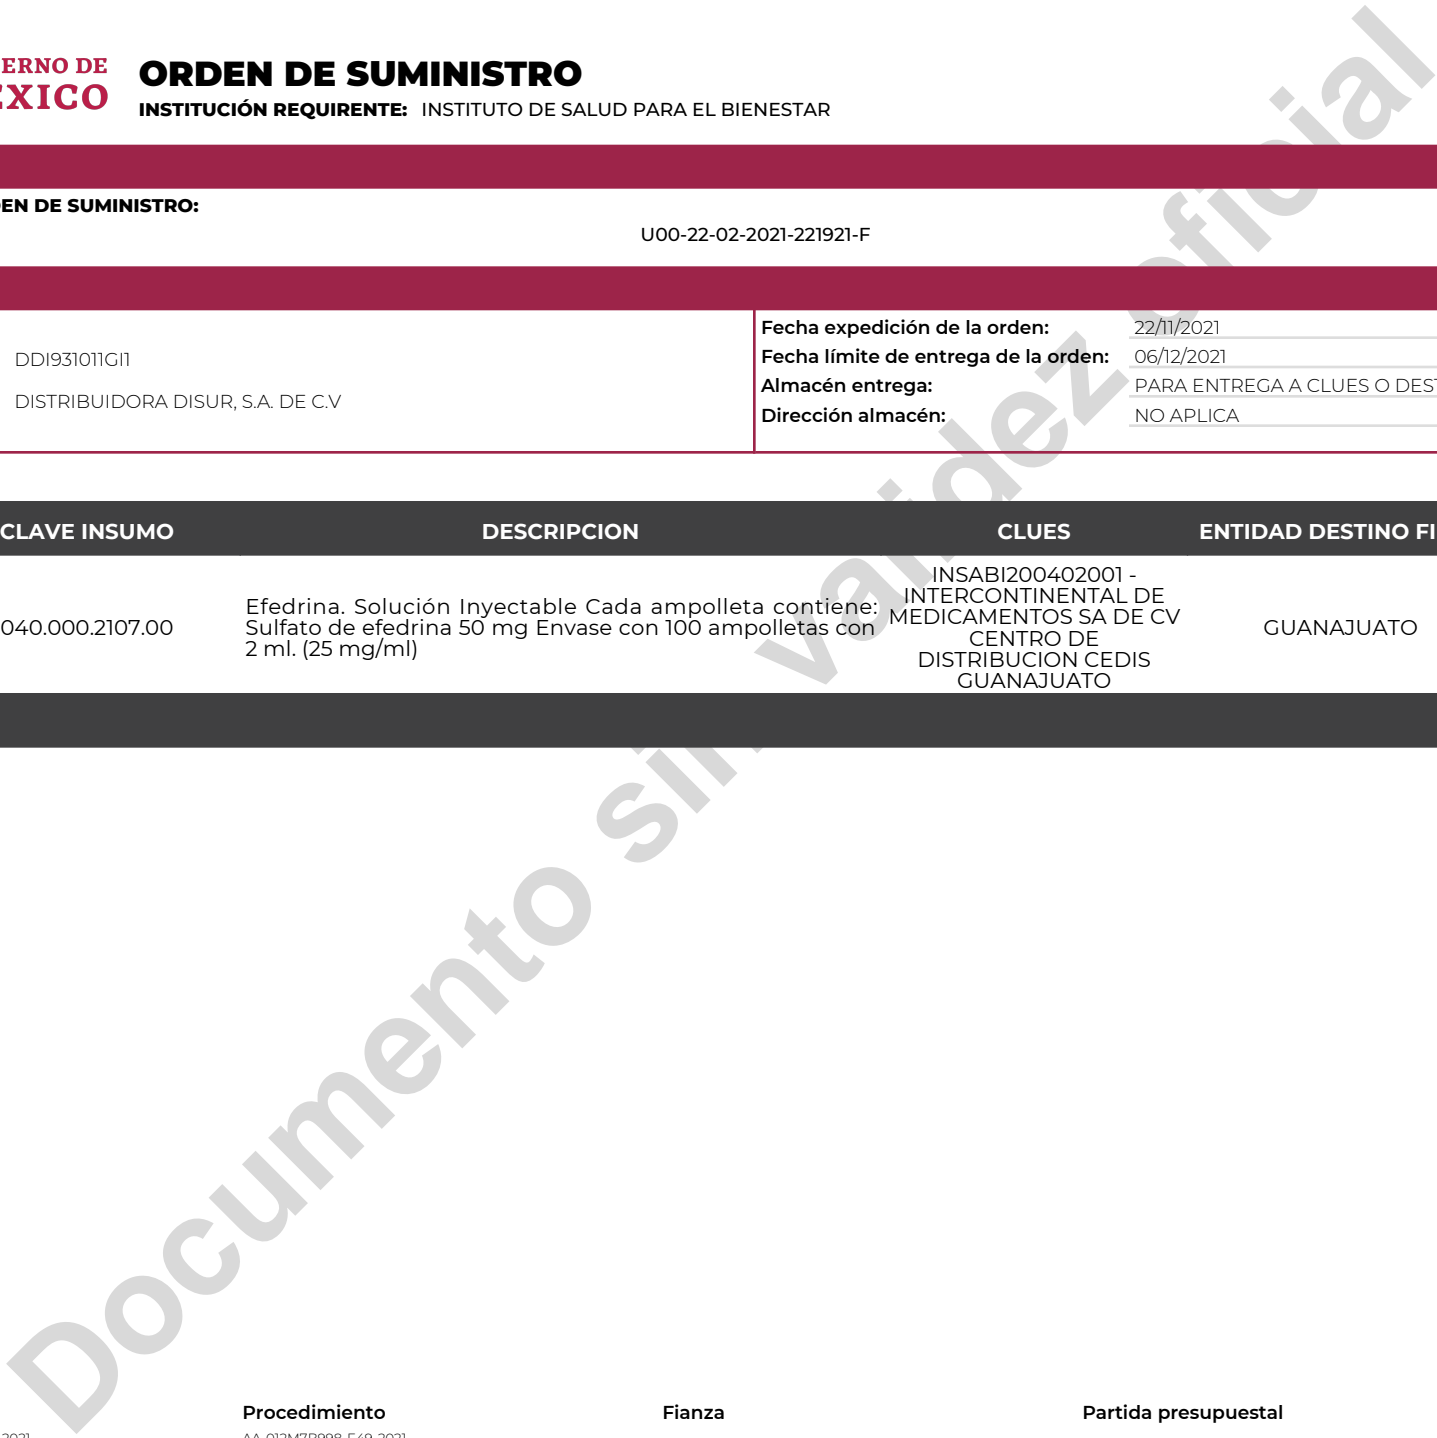 ERNO DE
EXICO
ORDEN DE SUMINISTRO
INSTITUCIÓN REQUIRENTE: INSTITUTO DE SALUD PARA EL BIENESTAR
EN DE SUMINISTRO:
U00-22-02-2021-221921-F
DDI931011GI1
DISTRIBUIDORA DISUR, S.A. DE C.V
Fecha expedición de la orden: 22/11/2021
Fecha límite de entrega de la orden: 06/12/2021
Almacén entrega: PARA ENTREGA A CLUES O DEST
Dirección almacén: NO APLICA
CLAVE INSUMO DESCRIPCION CLUES ENTIDAD DESTINO FI
040.000.2107.00
Efedrina. Solución Inyectable Cada ampolleta contiene:
Sulfato de efedrina 50 mg Envase con 100 ampolletas con
2 ml. (25 mg/ml)
INSABI200402001 -
INTERCONTINENTAL DE
MEDICAMENTOS SA DE CV
CENTRO DE
DISTRIBUCION CEDIS
GUANAJUATO
GUANAJUATO
Documento sin validez oficial
Procedimiento Fianza Partida presupuestal